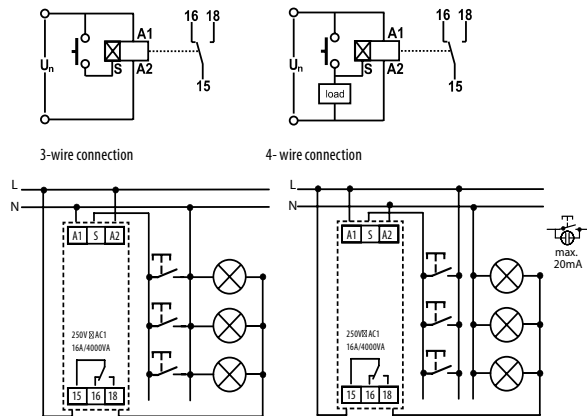 16 18
A1
Un
S A2
15
16 18
A1
Un
S A2
load
15
3-wire connection
4- wire connection
L
N
A1 S A2
250V AC1
16A/4000VA
15 16 18
L
N
A1 S A2
250V AC1
16A/4000VA
15 16 18
max.
20mA